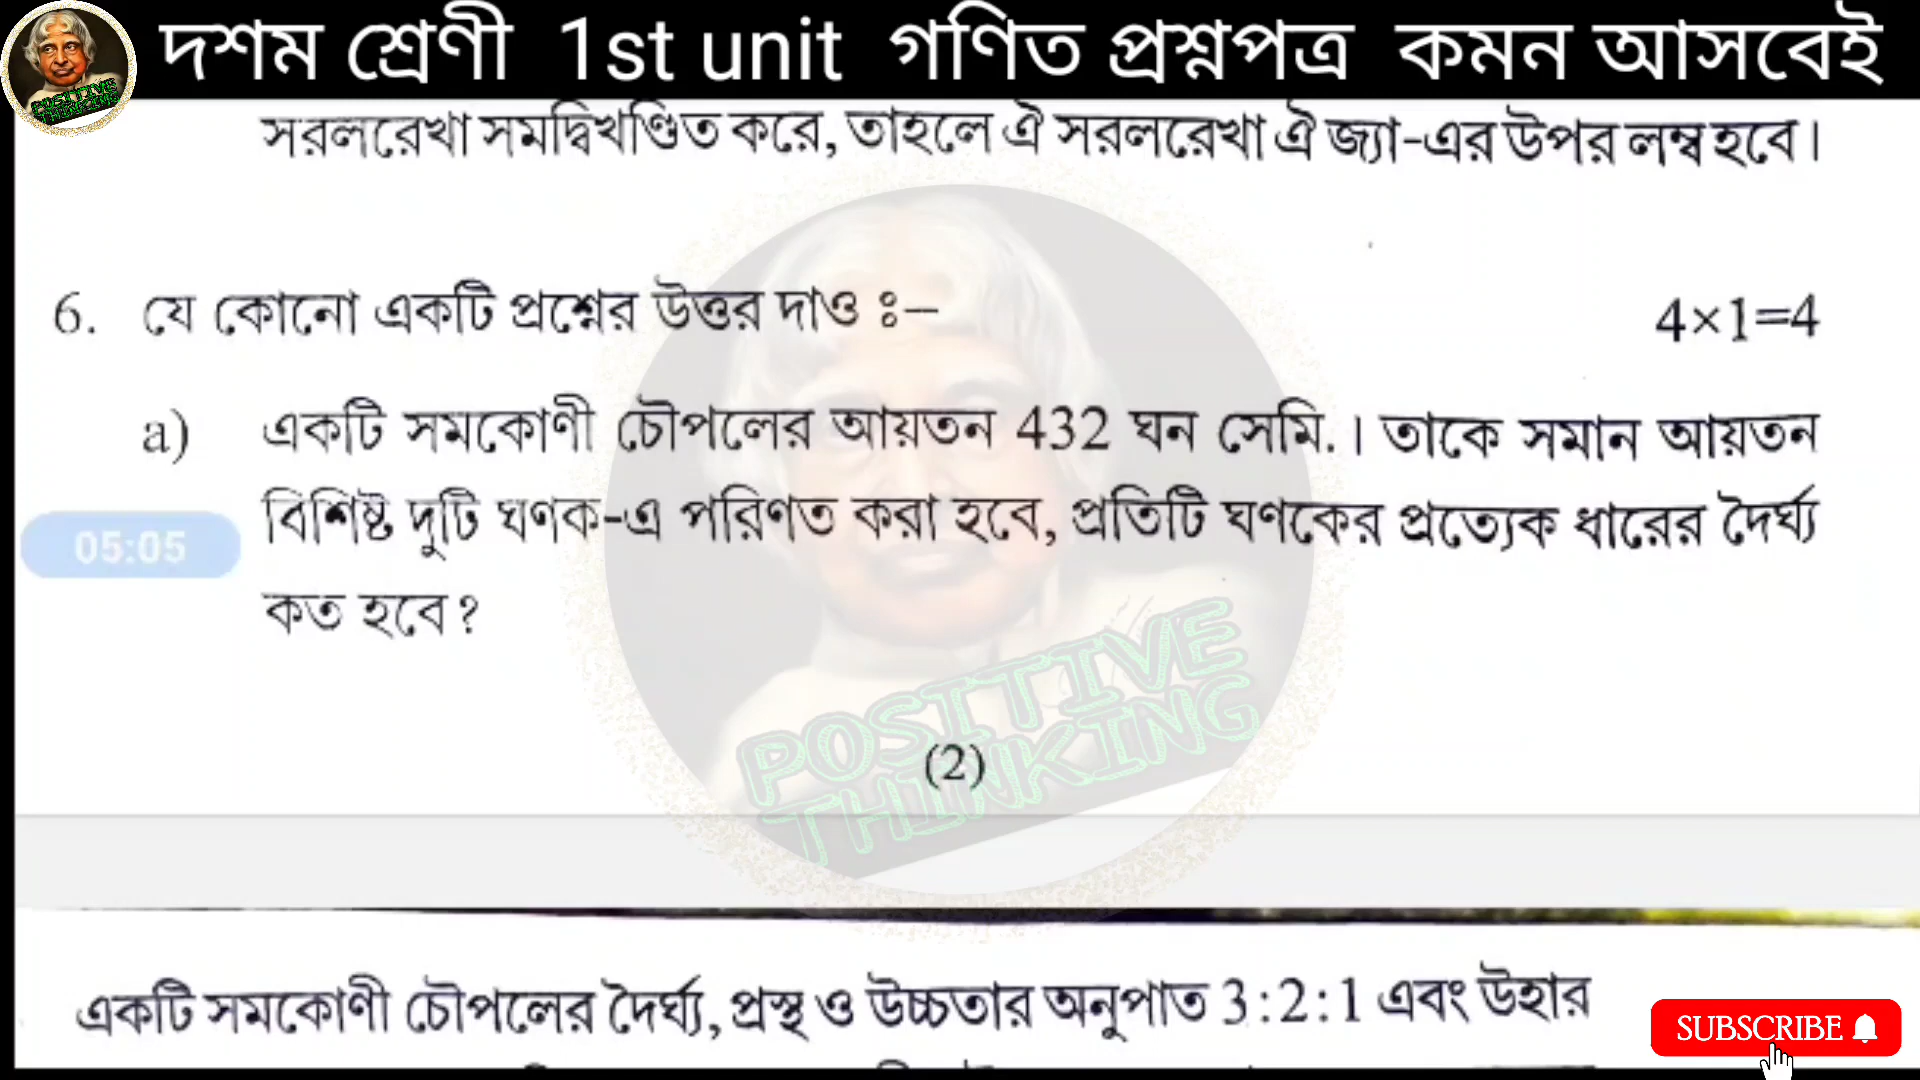 দশম শ্রেণী 1st unit গণিত প্রশ্নপত্র কমন আসবেই
POSITIVE
THINKING
সরলরেখা সমদ্বিখণ্ডিত করে, তাহলে ঐ সরলরেখা ঐ জ্যা-এর উপর লম্ব হবে।
6. যে কোনো একটি প্রশ্নের উত্তর দাও ঃ– 4×1=4
a) একটি সমকোণী চৌপলের আয়তন 432 ঘন সেমি.। তাকে সমান আয়তন
05:05
বিশিষ্ট দুটি ঘণক-এ পরিণত করা হবে, প্রতিটি ঘণকের প্রত্যেক ধারের দৈর্ঘ্য
কত হবে?
POSITIVE
THINKING
(2)
একটি সমকোণী চৌপলের দৈর্ঘ্য, প্রস্থ ও উচ্চতার অনুপাত 3:2:1 এবং উহার
SUBSCRIBE